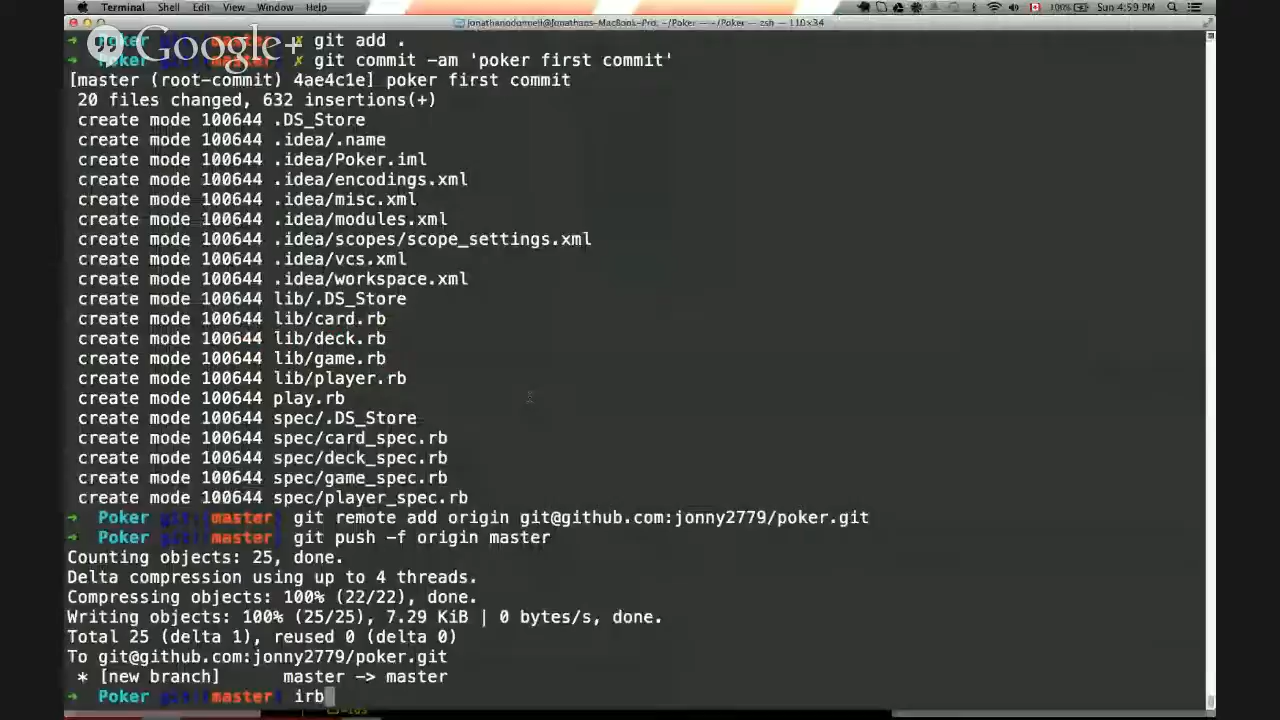 Terminal Shell Edit View Window Help 100% Sun 4:59 PM
jonathanodonnell@Jonathans-MacBook-Pro: ~/Poker — ~/Poker — zsh — 110×34
Google+
→ Poker git:(master) ✗ git add .
→ Poker git:(master) ✗ git commit -am 'poker first commit'
[master (root-commit) 4ae4c1e] poker first commit
20 files changed, 632 insertions(+)
create mode 100644 .DS_Store
create mode 100644 .idea/.name
create mode 100644 .idea/Poker.iml
create mode 100644 .idea/encodings.xml
create mode 100644 .idea/misc.xml
create mode 100644 .idea/modules.xml
create mode 100644 .idea/scopes/scope_settings.xml
create mode 100644 .idea/vcs.xml
create mode 100644 .idea/workspace.xml
create mode 100644 lib/.DS_Store
create mode 100644 lib/card.rb
create mode 100644 lib/deck.rb
create mode 100644 lib/game.rb
create mode 100644 lib/player.rb
create mode 100644 play.rb
create mode 100644 spec/.DS_Store
create mode 100644 spec/card_spec.rb
create mode 100644 spec/deck_spec.rb
create mode 100644 spec/game_spec.rb
create mode 100644 spec/player_spec.rb
→ Poker git:(master) git remote add origin git@github.com:jonny2779/poker.git
→ Poker git:(master) git push -f origin master
Counting objects: 25, done.
Delta compression using up to 4 threads.
Compressing objects: 100% (22/22), done.
Writing objects: 100% (25/25), 7.29 KiB | 0 bytes/s, done.
Total 25 (delta 1), reused 0 (delta 0)
To git@github.com:jonny2779/poker.git
* [new branch] master -> master
→ Poker git:(master) irb